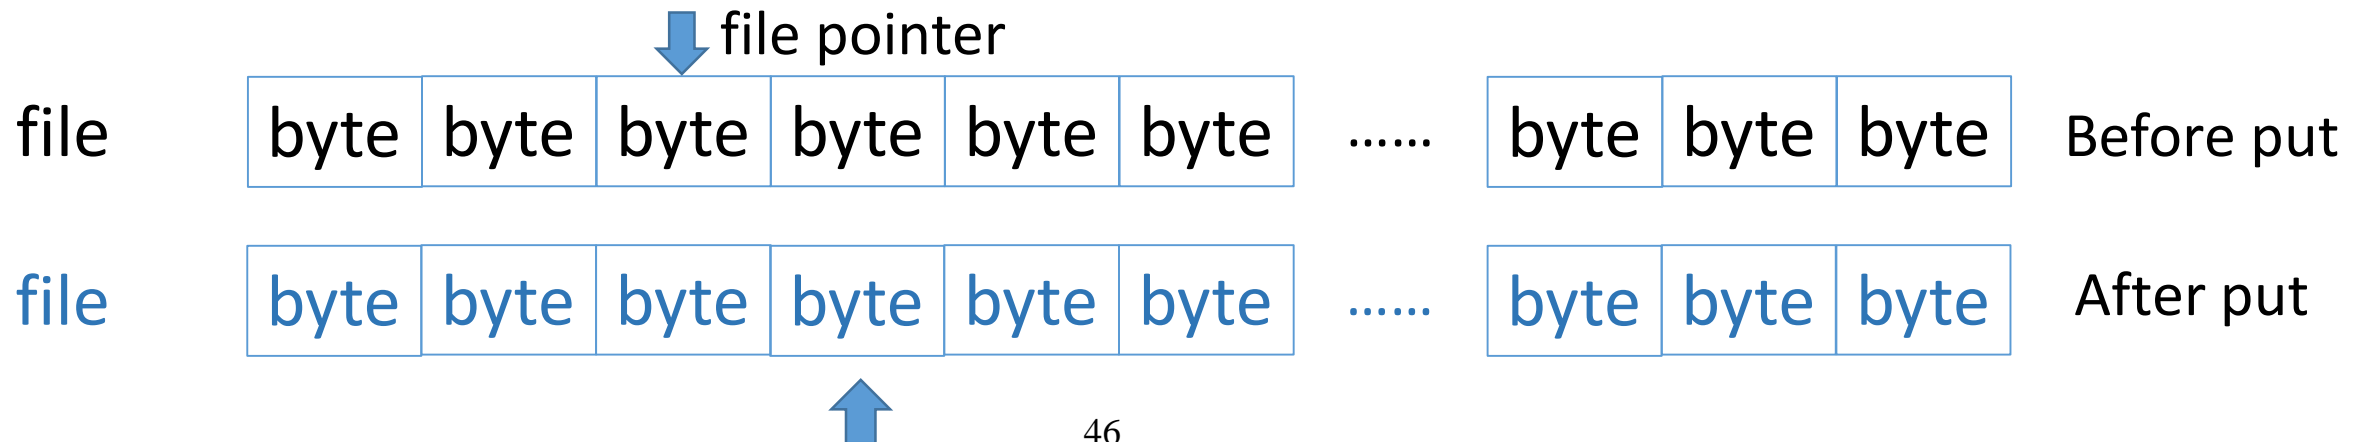 file pointer
file byte byte byte byte byte byte ...... byte byte byte Before put
file byte byte byte byte byte byte ...... byte byte byte After put
46